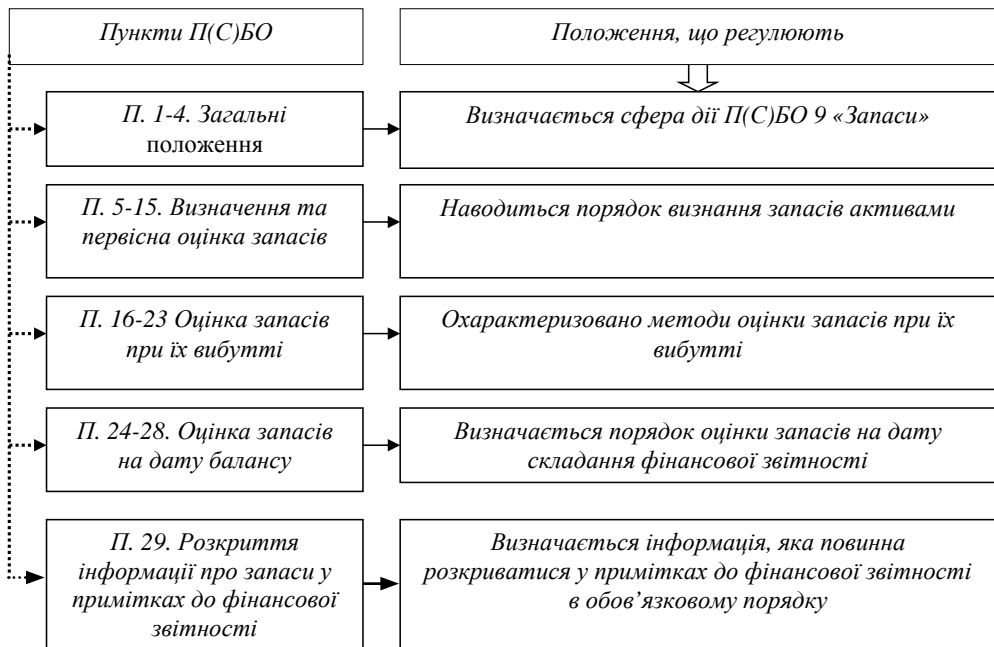 Пункти П(С)БО
Положення, що регулюють
П. 1-4. Загальні
положення
Визначається сфера дії П(С)БО 9 «Запаси»
П. 5-15. Визначення та
первісна оцінка запасів
Наводиться порядок визнання запасів активами
П. 16-23 Оцінка запасів
при їх вибутті
Охарактеризовано методи оцінки запасів при їх
вибутті
П. 24-28. Оцінка запасів
на дату балансу
Визначається порядок оцінки запасів на дату
складання фінансової звітності
П. 29. Розкриття
інформації про запаси у
примітках до фінансової
звітності
Визначається інформація, яка повинна
розкриватися у примітках до фінансової звітності
в обов’язковому порядку